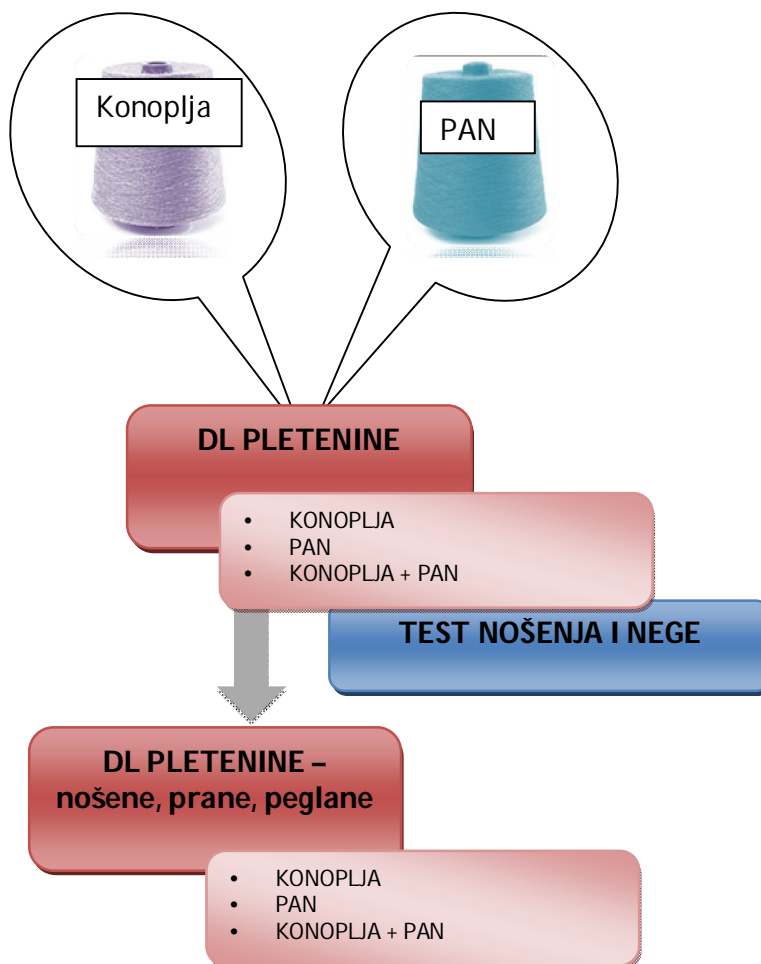 Konoplja
PAN
DL PLETENINE
• KONOPLJA
• PAN
• KONOPLJA + PAN
TEST NOŠENJA I NEGE
DL PLETENINE –
nošene, prane, peglane
• KONOPLJA
• PAN
• KONOPLJA + PAN